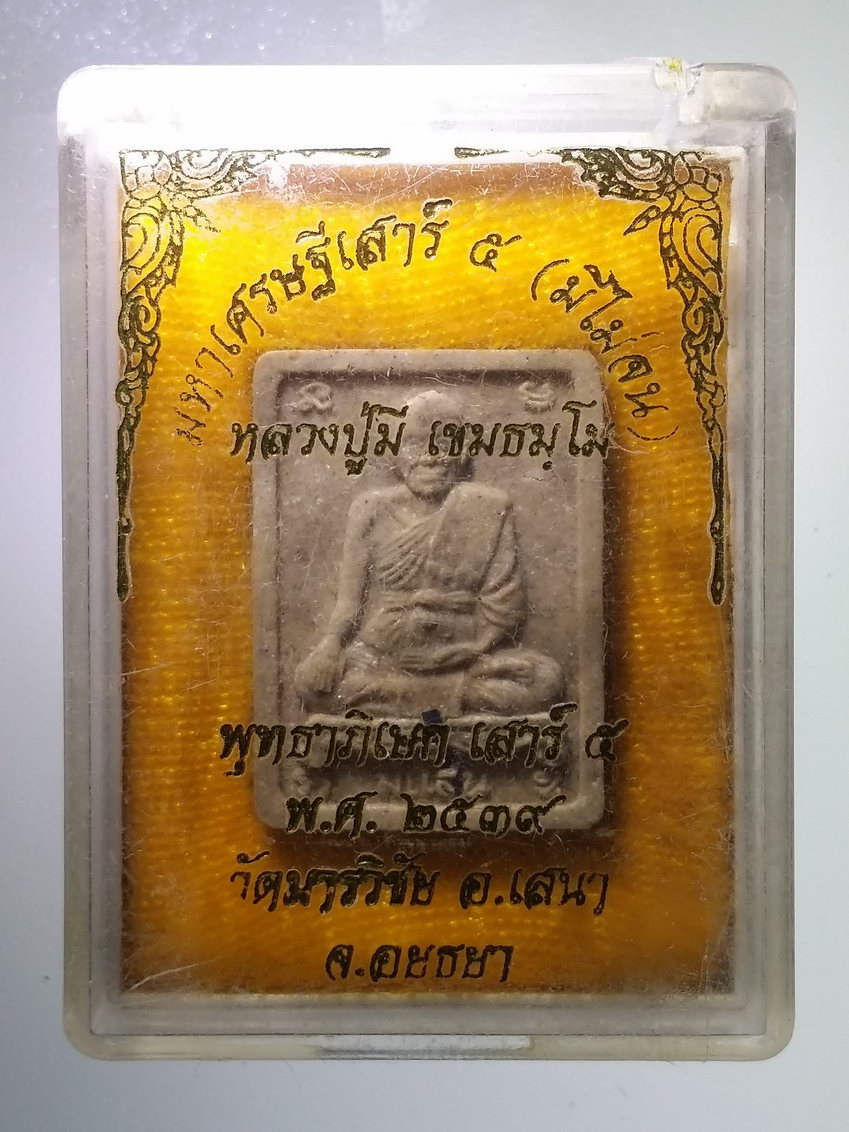 มหาเศรษฐีเสาร์ ๕ (มีไม่จน)
หลวงปู่มี เขมธมฺโม
พุทธาภิเษก เสาร์ ๕
พ.ศ. ๒๕๓๙
วัดมารวิชัย อ.เสนา
จ.อยุธยา